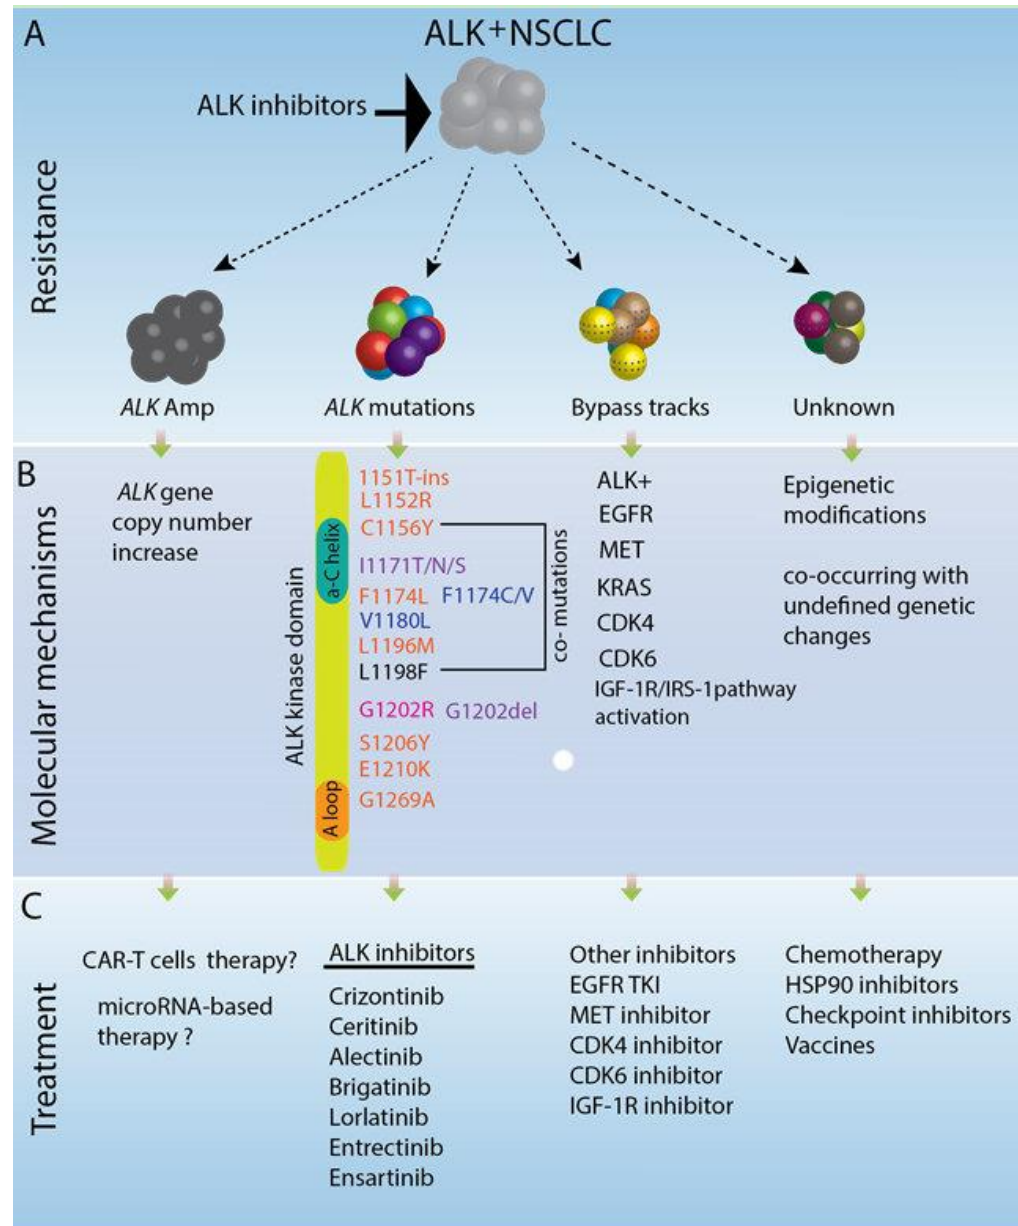 A
ALK+NSCLC
ALK inhibitors
Resistance
ALK Amp
ALK mutations
Bypass tracks
Unknown
B
Molecular mechanisms
ALK gene
copy number
increase
ALK kinase domain
a-C helix
A loop
1151T-ins
L1152R
C1156Y
I1171T/N/S
F1174L F1174C/V
V1180L
L1196M
L1198F
G1202R G1202del
S1206Y
E1210K
G1269A
co- mutations
ALK+
EGFR
MET
KRAS
CDK4
CDK6
IGF-1R/IRS-1pathway
activation
Epigenetic
modifications
co-occurring with
undefined genetic
changes
C
Treatment
CAR-T cells therapy?
microRNA-based
therapy ?
ALK inhibitors
Crizontinib
Ceritinib
Alectinib
Brigatinib
Lorlatinib
Entrectinib
Ensartinib
Other inhibitors
EGFR TKI
MET inhibitor
CDK4 inhibitor
CDK6 inhibitor
IGF-1R inhibitor
Chemotherapy
HSP90 inhibitors
Checkpoint inhibitors
Vaccines